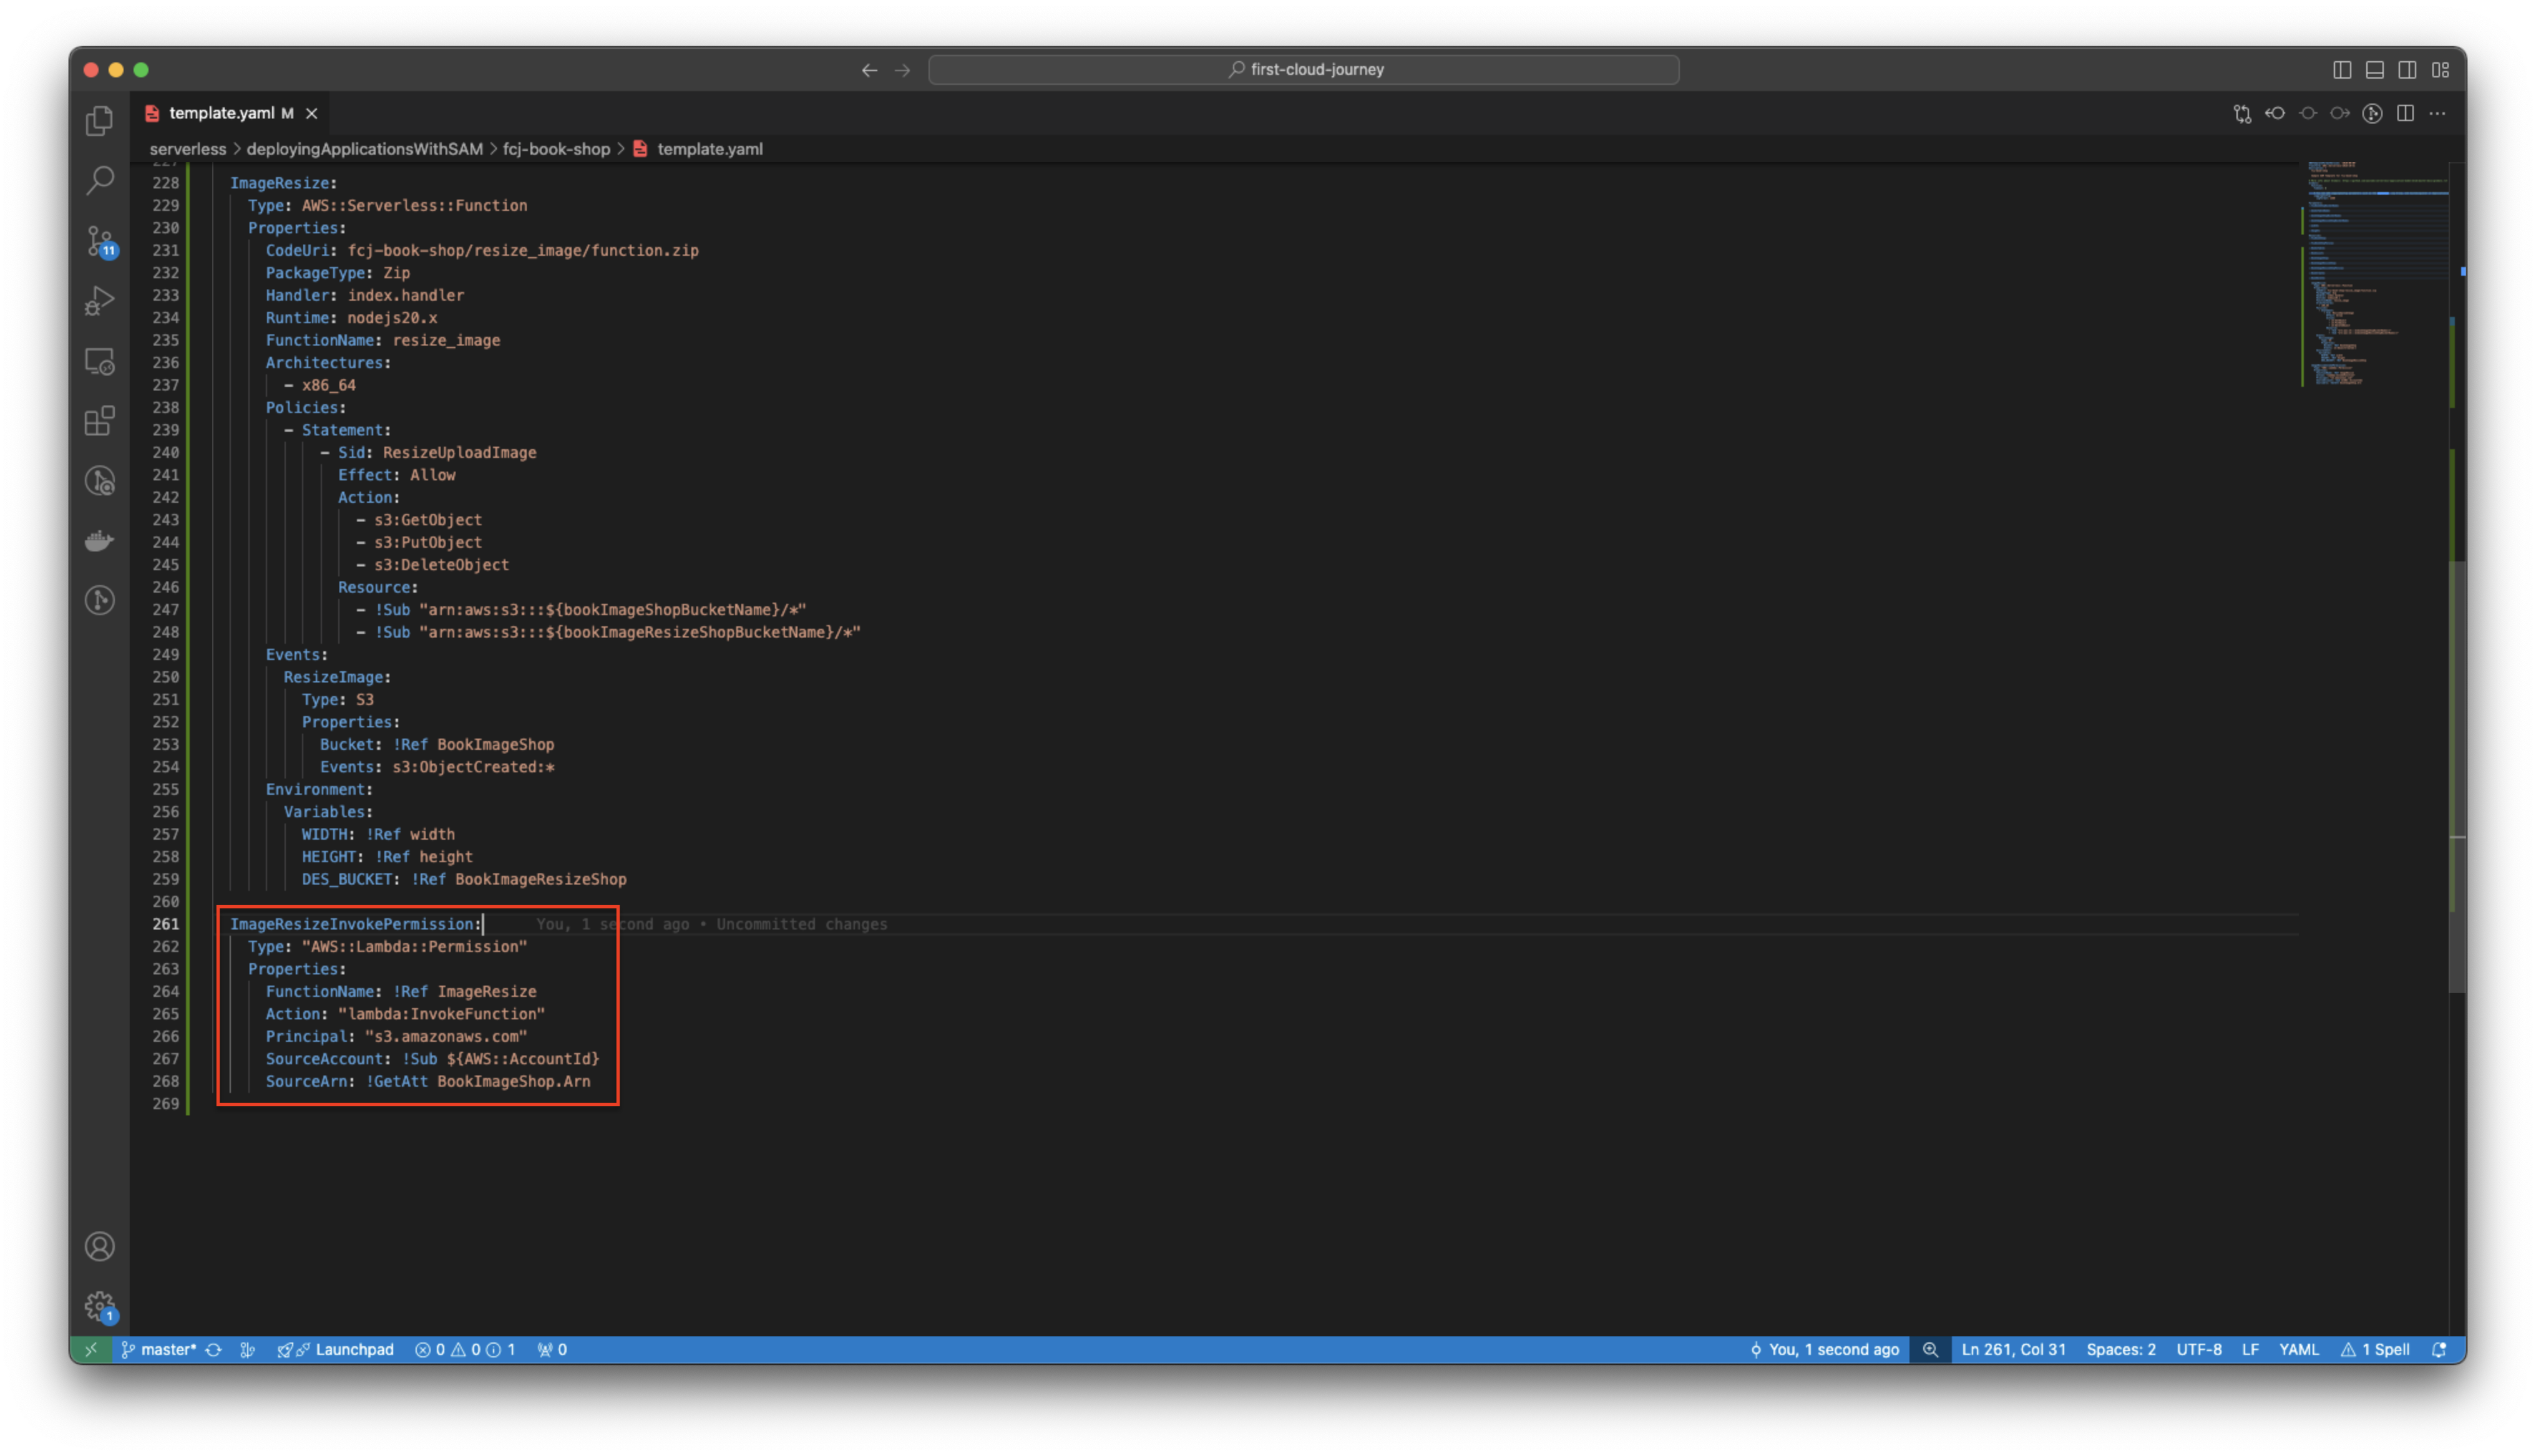 first-cloud-journey
template.yaml M
serverless > deployingApplicationsWithSAM > fcj-book-shop > template.yaml
228 ImageResize:
229 Type: AWS::Serverless::Function
230 Properties:
231 CodeUri: fcj-book-shop/resize_image/function.zip
232 PackageType: Zip
233 Handler: index.handler
234 Runtime: nodejs20.x
235 FunctionName: resize_image
236 Architectures:
237 - x86_64
238 Policies:
239 - Statement:
240 - Sid: ResizeUploadImage
241 Effect: Allow
242 Action:
243 - s3:GetObject
244 - s3:PutObject
245 - s3:DeleteObject
246 Resource:
247 - !Sub "arn:aws:s3:::${bookImageShopBucketName}/*"
248 - !Sub "arn:aws:s3:::${bookImageResizeShopBucketName}/*"
249 Events:
250 ResizeImage:
251 Type: S3
252 Properties:
253 Bucket: !Ref BookImageShop
254 Events: s3:ObjectCreated:*
255 Environment:
256 Variables:
257 WIDTH: !Ref width
258 HEIGHT: !Ref height
259 DES_BUCKET: !Ref BookImageResizeShop
260
261 ImageResizeInvokePermission: You, 1 second ago • Uncommitted changes
262 Type: "AWS::Lambda::Permission"
263 Properties:
264 FunctionName: !Ref ImageResize
265 Action: "lambda:InvokeFunction"
266 Principal: "s3.amazonaws.com"
267 SourceAccount: !Sub ${AWS::AccountId}
268 SourceArn: !GetAtt BookImageShop.Arn
269
11
1
master* Launchpad 0 0 1 0 You, 1 second ago Ln 261, Col 31 Spaces: 2 UTF-8 LF YAML 1 Spell